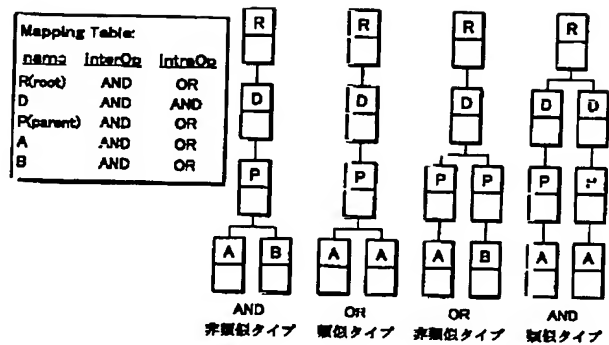 Mapping Table:
name interOp intraOp
R(root) AND OR
D AND AND
P(parent) AND OR
A AND OR
B AND OR
R
D
P
A B
AND
非類似タイプ
R
D
P
A A
OR
類似タイプ
R
D
P P
A B
OR
非類似タイプ
R
D D
P
A A
AND
類似タイプ